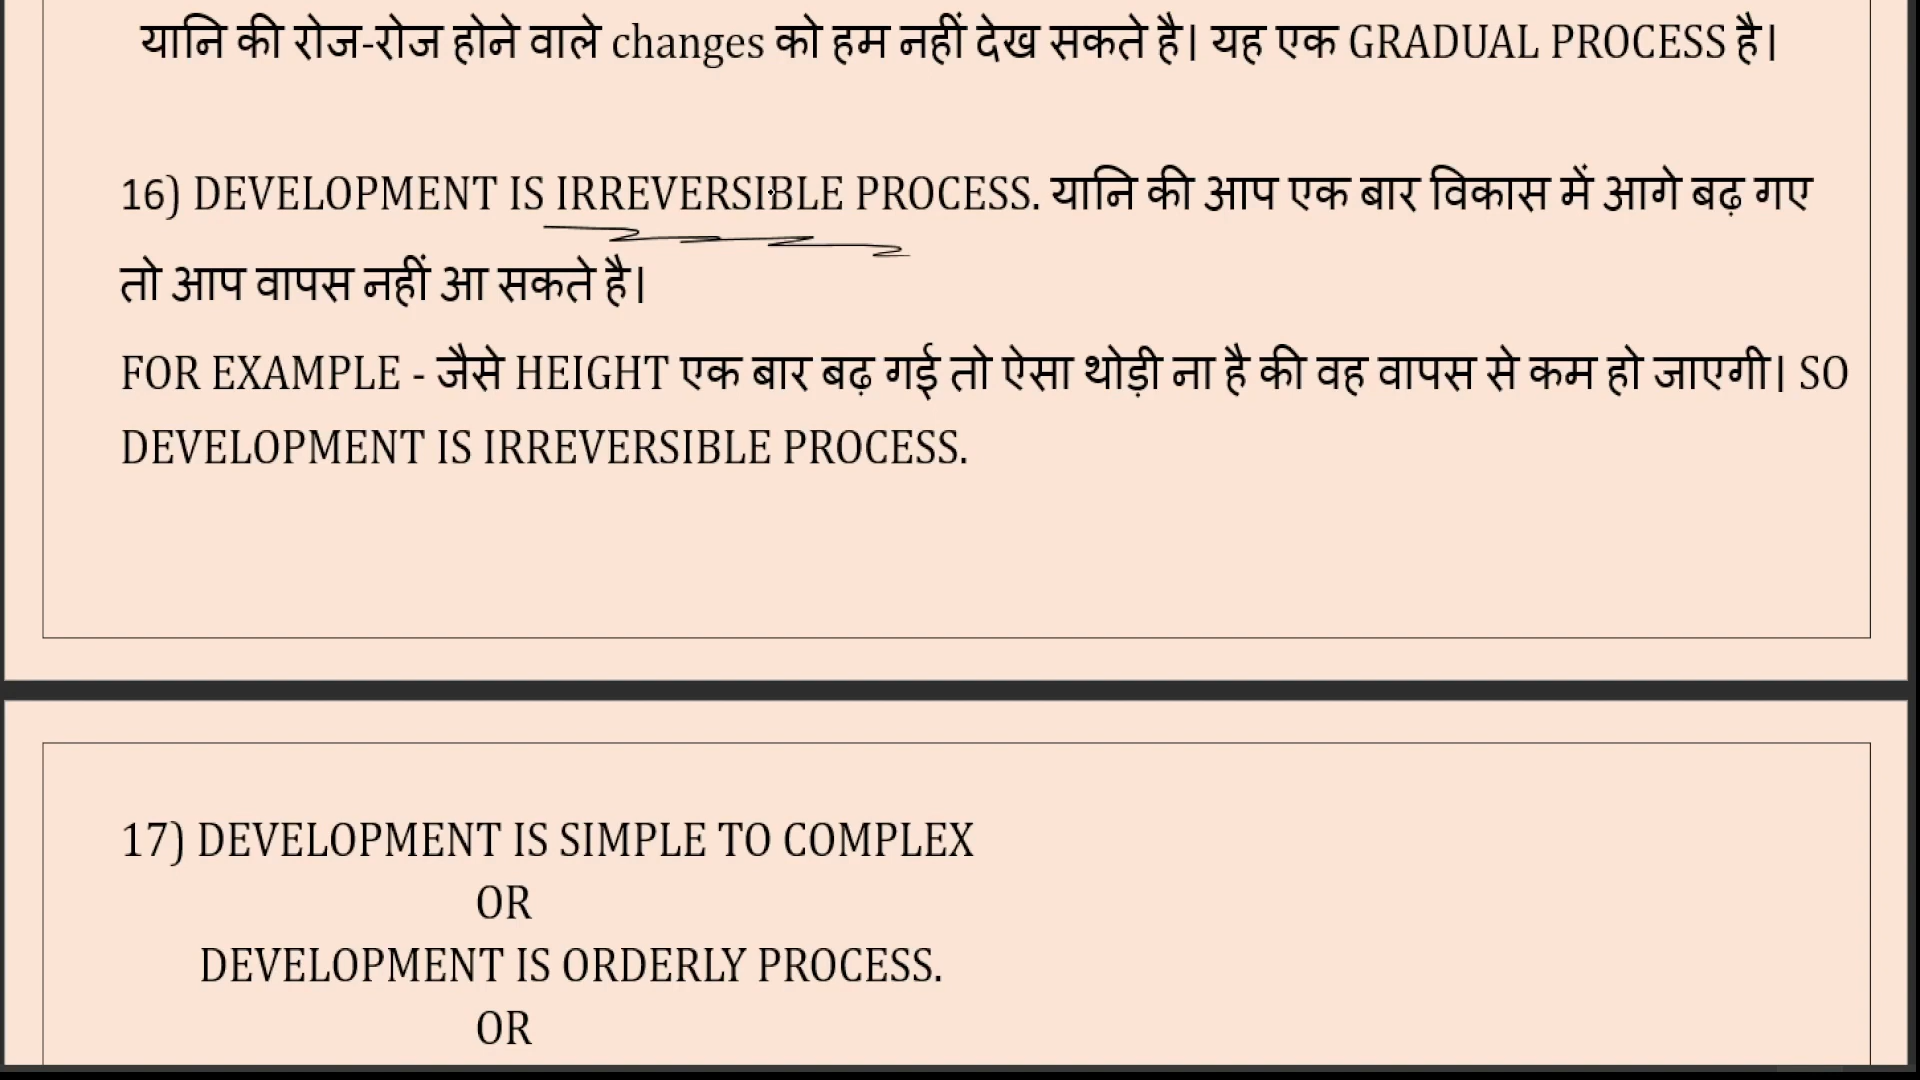 यानि की रोज-रोज होने वाले changes को हम नहीं देख सकते है। यह एक GRADUAL PROCESS है।
16) DEVELOPMENT IS IRREVERSIBLE PROCESS. यानि की आप एक बार विकास में आगे बढ़ गए
तो आप वापस नहीं आ सकते है।
FOR EXAMPLE - जैसे HEIGHT एक बार बढ़ गई तो ऐसा थोड़ी ना है की वह वापस से कम हो जाएगी। SO
DEVELOPMENT IS IRREVERSIBLE PROCESS.
17) DEVELOPMENT IS SIMPLE TO COMPLEX
OR
DEVELOPMENT IS ORDERLY PROCESS.
OR